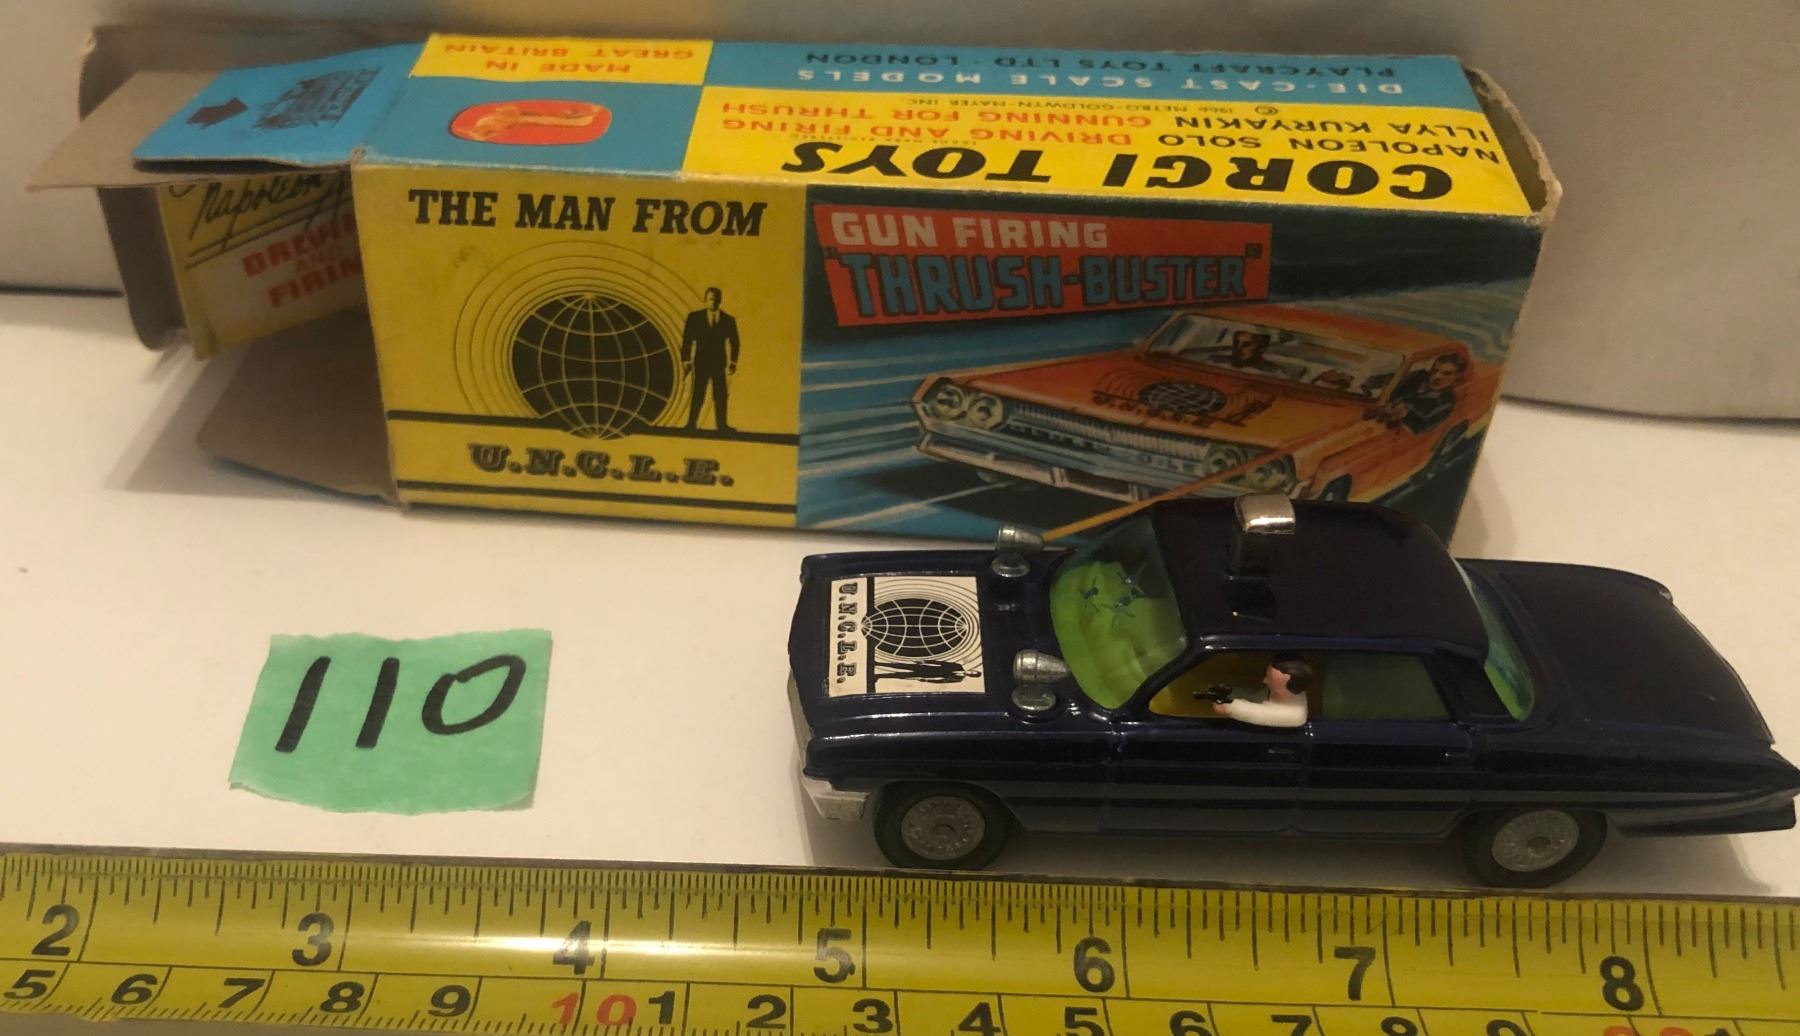 MADE IN
GREAT BRITAIN
DIE-CAST SCALE MODELS
PLAYCRAFT TOYS LTD · LONDON
CORGI TOYS
NAPOLEON SOLO
ILLYA KURYAKIN
DRIVING AND FIRING
GUNNING FOR THRUSH
© 1966 METRO-GOLDWYN-MAYER INC.
Napoleon
FIRIN
THE MAN FROM
U.N.C.L.E.
GUN FIRING
"THRUSH-BUSTER"
U.N.C.L.E.
U.N.C.L.E.
110
2 3 4 5 6 7 8
5 6 7 8 9 10 1 2 3 4 5 6 7 8 9